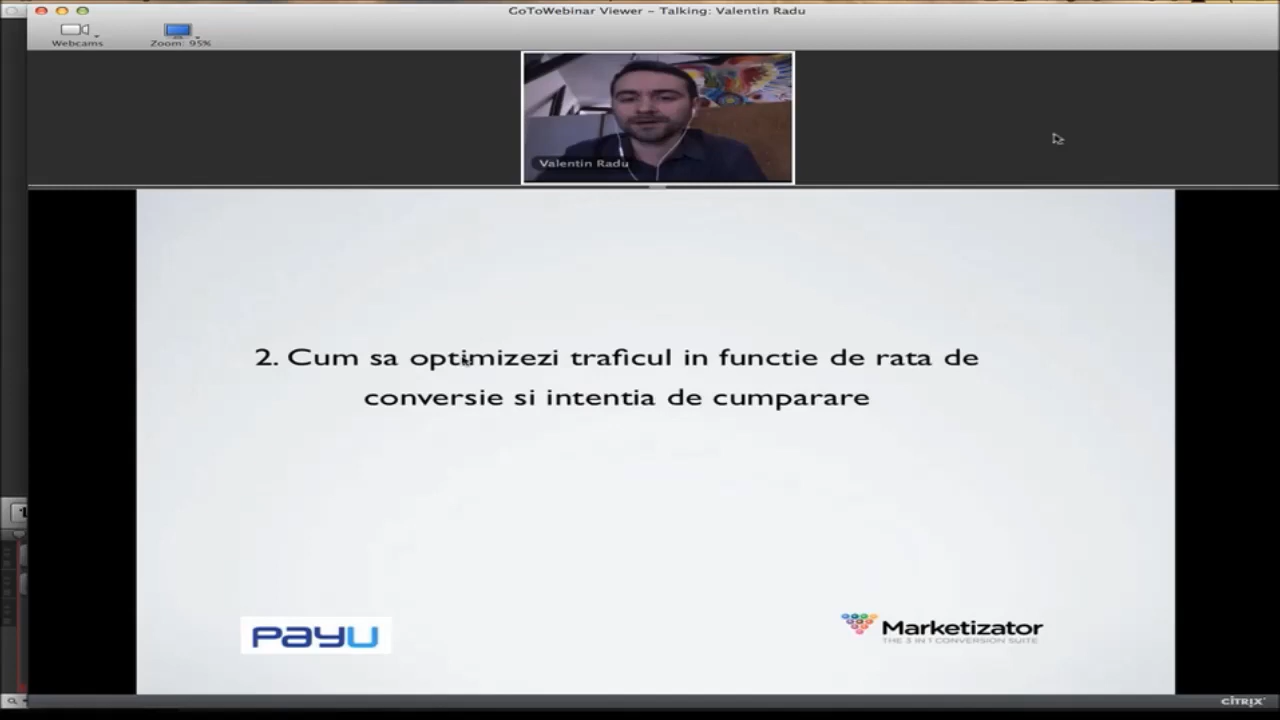 GoToWebinar Viewer – Talking: Valentin Radu
Webcams
Zoom: 95%
Valentin Radu
2. Cum sa optimizezi traficul in functie de rata de
conversie si intentia de cumparare
PayU
Marketizator
THE 3 IN 1 CONVERSION SUITE
CITRIX